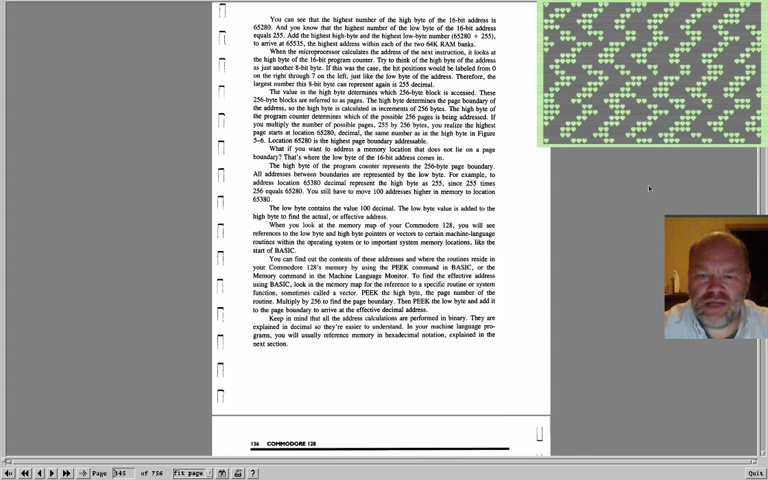 You can see that the highest number of the high byte of the 16-bit address is
65280. And you know that the highest number of the low byte of the 16-bit address
equals 255. Add the highest high-byte and the highest low-byte number (65280 + 255),
to arrive at 65535, the highest address within each of the two 64K RAM banks.
When the microprocessor calculates the address of the next instruction, it looks at
the high byte of the 16-bit program counter. Try to think of the high byte of the address
as just another 8-bit byte. If this was the case, the bit positions would be labeled from 0
on the right through 7 on the left, just like the low byte of the address. Therefore, the
largest number this 8-bit byte can represent again is 255 decimal.
The value in the high byte determines which 256-byte block is accessed. These
256-byte blocks are referred to as pages. The high byte determines the page boundary of
the address, so the high byte is calculated in increments of 256 bytes. The high byte of
the program counter determines which of the possible 256 pages is being addressed. If
you multiply the number of possible pages, 255 by 256 bytes, you realize the highest
page starts at location 65280, decimal, the same number as in the high byte in Figure
5–6. Location 65280 is the highest page boundary addressable.
What if you want to address a memory location that does not lie on a page
boundary? That's where the low byte of the 16-bit address comes in.
The high byte of the program counter represents the 256-byte page boundary.
All addresses between boundaries are represented by the low byte. For example, to
address location 65380 decimal represent the high byte as 255, since 255 times
256 equals 65280. You still have to move 100 addresses higher in memory to location
65380.
The low byte contains the value 100 decimal. The low byte value is added to the
high byte to find the actual, or effective address.
When you look at the memory map of your Commodore 128, you will see
references to the low byte and high byte pointers or vectors to certain machine-language
routines within the operating system or to important system memory locations, like the
start of BASIC.
You can find out the contents of these addresses and where the routines reside in
your Commodore 128's memory by using the PEEK command in BASIC, or the
Memory command in the Machine Language Monitor. To find the effective address
using BASIC, look in the memory map for the reference to a specific routine or system
function, sometimes called a vector. PEEK the high byte, the page number of the
routine. Multiply by 256 to find the page boundary. Then PEEK the low byte and add it
to the page boundary to arrive at the effective decimal address.
Keep in mind that all the address calculations are performed in binary. They are
explained in decimal so they're easier to understand. In your machine language pro-
grams, you will usually reference memory in hexadecimal notation, explained in the
next section.
136 COMMODORE 128
Page 145 of 756 fit page ? Quit